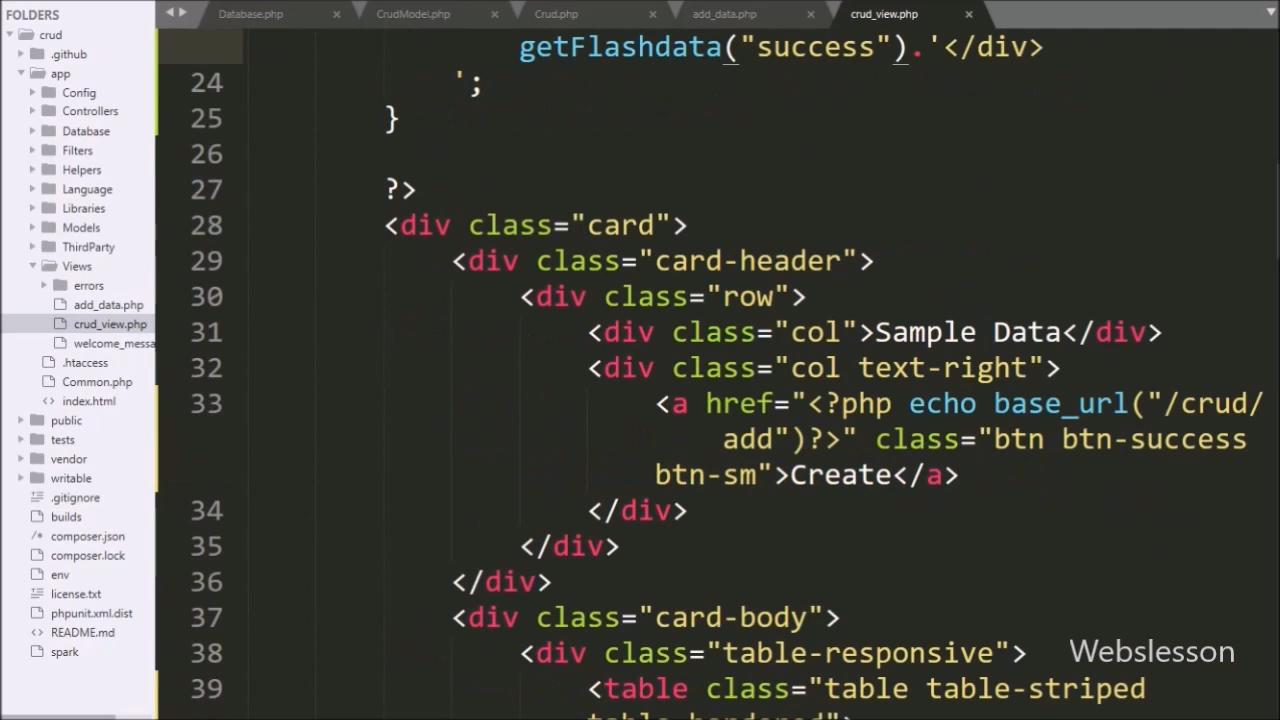 FOLDERS
crud
.github
app
Config
Controllers
Database
Filters
Helpers
Language
Libraries
Models
ThirdParty
Views
errors
add_data.php
crud_view.php
welcome_messa
.htaccess
Common.php
<> index.html
public
tests
vendor
writable
.gitignore
builds
/* composer.json
composer.lock
env
license.txt
phpunit.xml.dist
<> README.md
spark
Database.php ×
CrudModel.php ×
Crud.php ×
add_data.php ×
crud_view.php ×
getFlashdata("success").'</div>
24 ';
25 }
26
27 ?>
28 <div class="card">
29 <div class="card-header">
30 <div class="row">
31 <div class="col">Sample Data</div>
32 <div class="col text-right">
33 <a href="<?php echo base_url("/crud/
add")?>" class="btn btn-success
btn-sm">Create</a>
34 </div>
35 </div>
36 </div>
37 <div class="card-body">
38 <div class="table-responsive">
39 <table class="table table-striped
table-bordered">
Webslesson